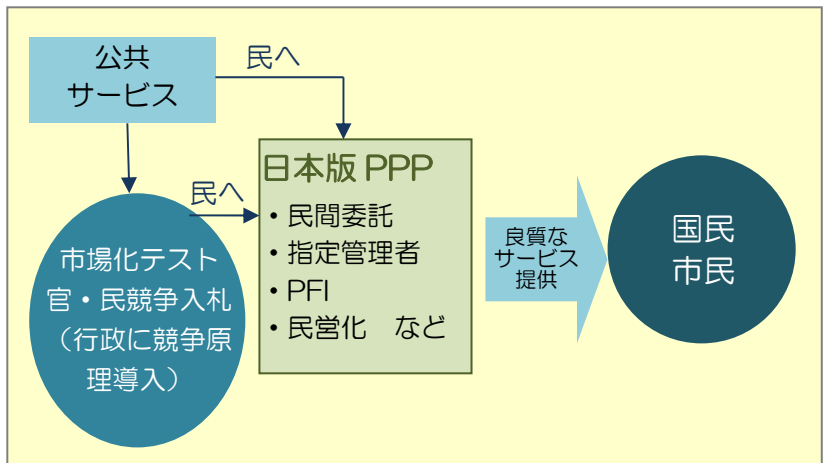 公共
サービス
民へ
民へ
市場化テスト
官・民競争入札
(行政に競争原
理導入)
日本版 PPP
・民間委託
・指定管理者
・PFI
・民営化　など
良質な
サービス
提供
国民
市民